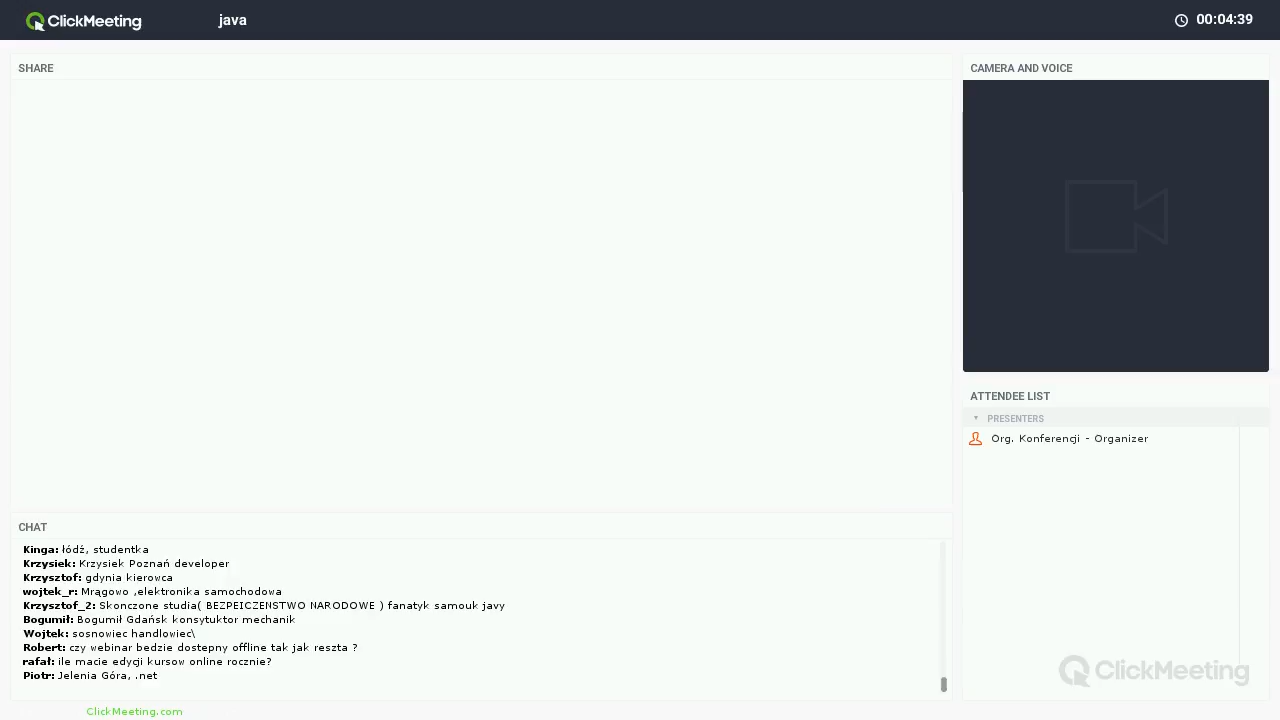 ClickMeeting
java
00:04:39
SHARE
CAMERA AND VOICE
ATTENDEE LIST
PRESENTERS
Org. Konferencji - Organizer
CHAT
Kinga: łódź, studentka
Krzysiek: Krzysiek Poznań developer
Krzysztof: gdynia kierowca
wojtek_r: Mrągowo ,elektronika samochodowa
Krzysztof_2: Skonczone studia( BEZPEICZENSTWO NARODOWE ) fanatyk samouk javy
Bogumił: Bogumił Gdańsk konsytuktor mechanik
Wojtek: sosnowiec handlowiec\
Robert: czy webinar bedzie dostepny offline tak jak reszta ?
rafał: ile macie edycji kursow online rocznie?
Piotr: Jelenia Góra, .net
ClickMeeting
ClickMeeting.com